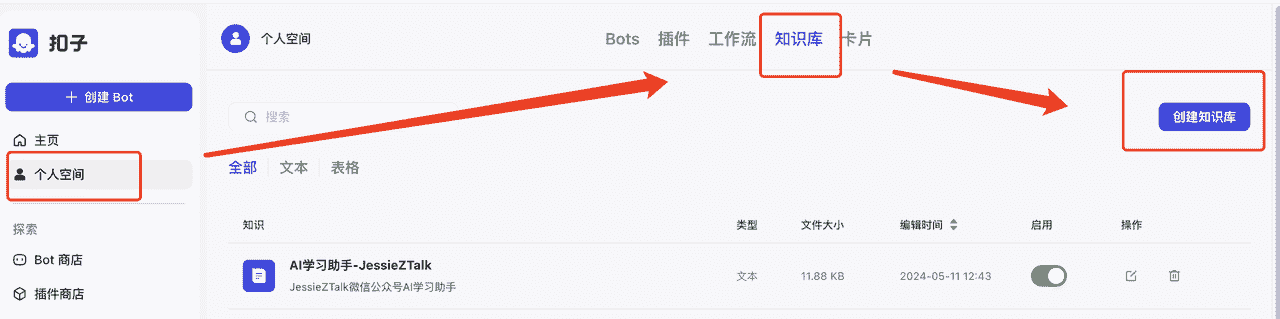 扣子
个人空间
Bots 插件 工作流 知识库 卡片
+ 创建 Bot
搜索
创建知识库
主页
个人空间
全部 文本 表格
探索
知识 类型 文件大小 编辑时间 启用 操作
Bot 商店
AI学习助手-JessieZTalk
JessieZTalk微信公众号AI学习助手
文本 11.88 KB 2024-05-11 12:43
插件商店